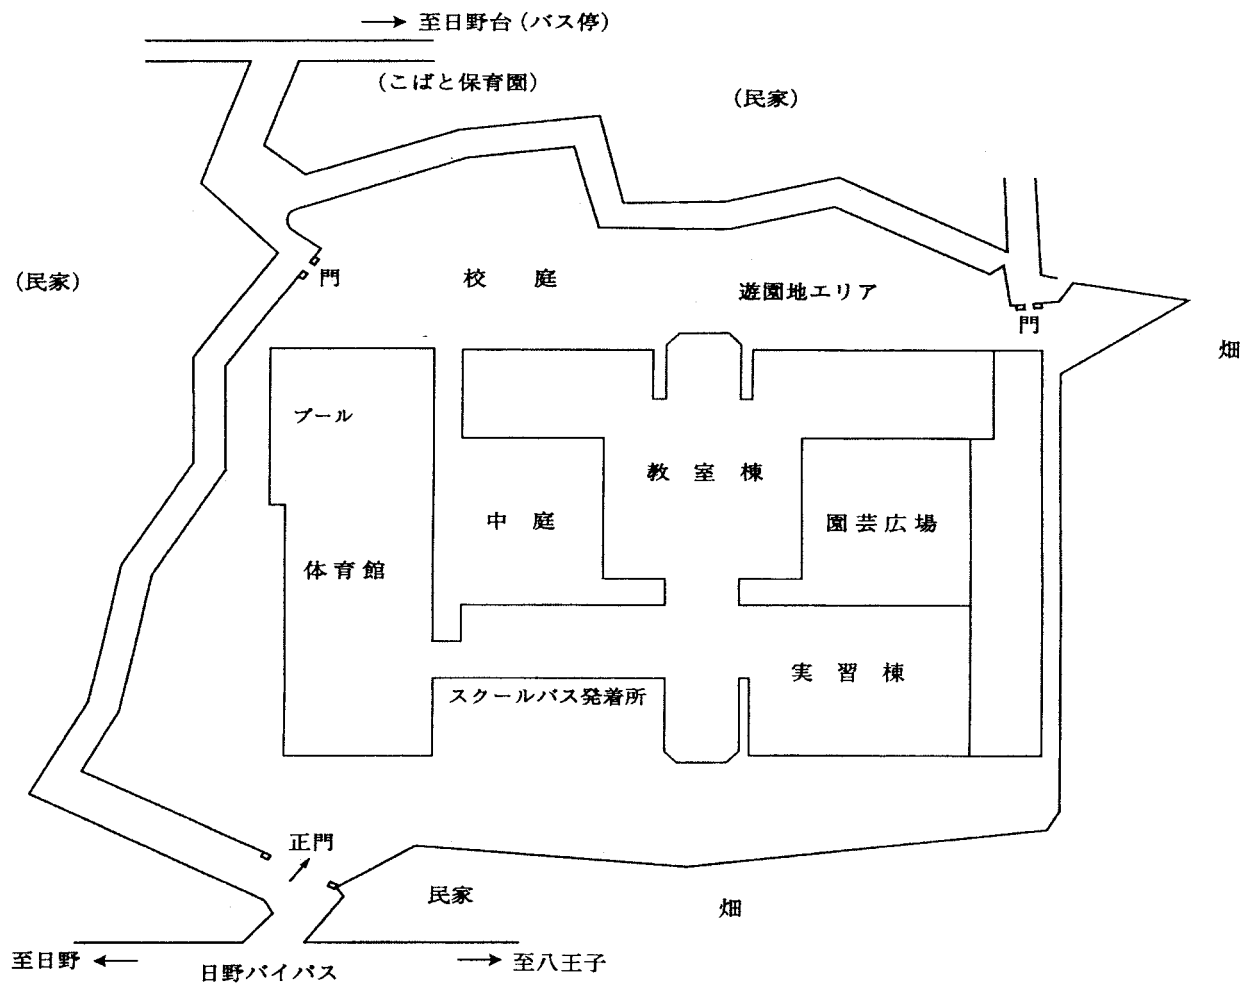 至日野台(バス停)
(こばと保育園)
(民家)
(民家)
門
校庭
遊園地エリア
門
畑
プール
教室棟
中庭
園芸広場
体育館
実習棟
スクールバス発着所
正門
民家
畑
至日野
日野バイパス
至八王子